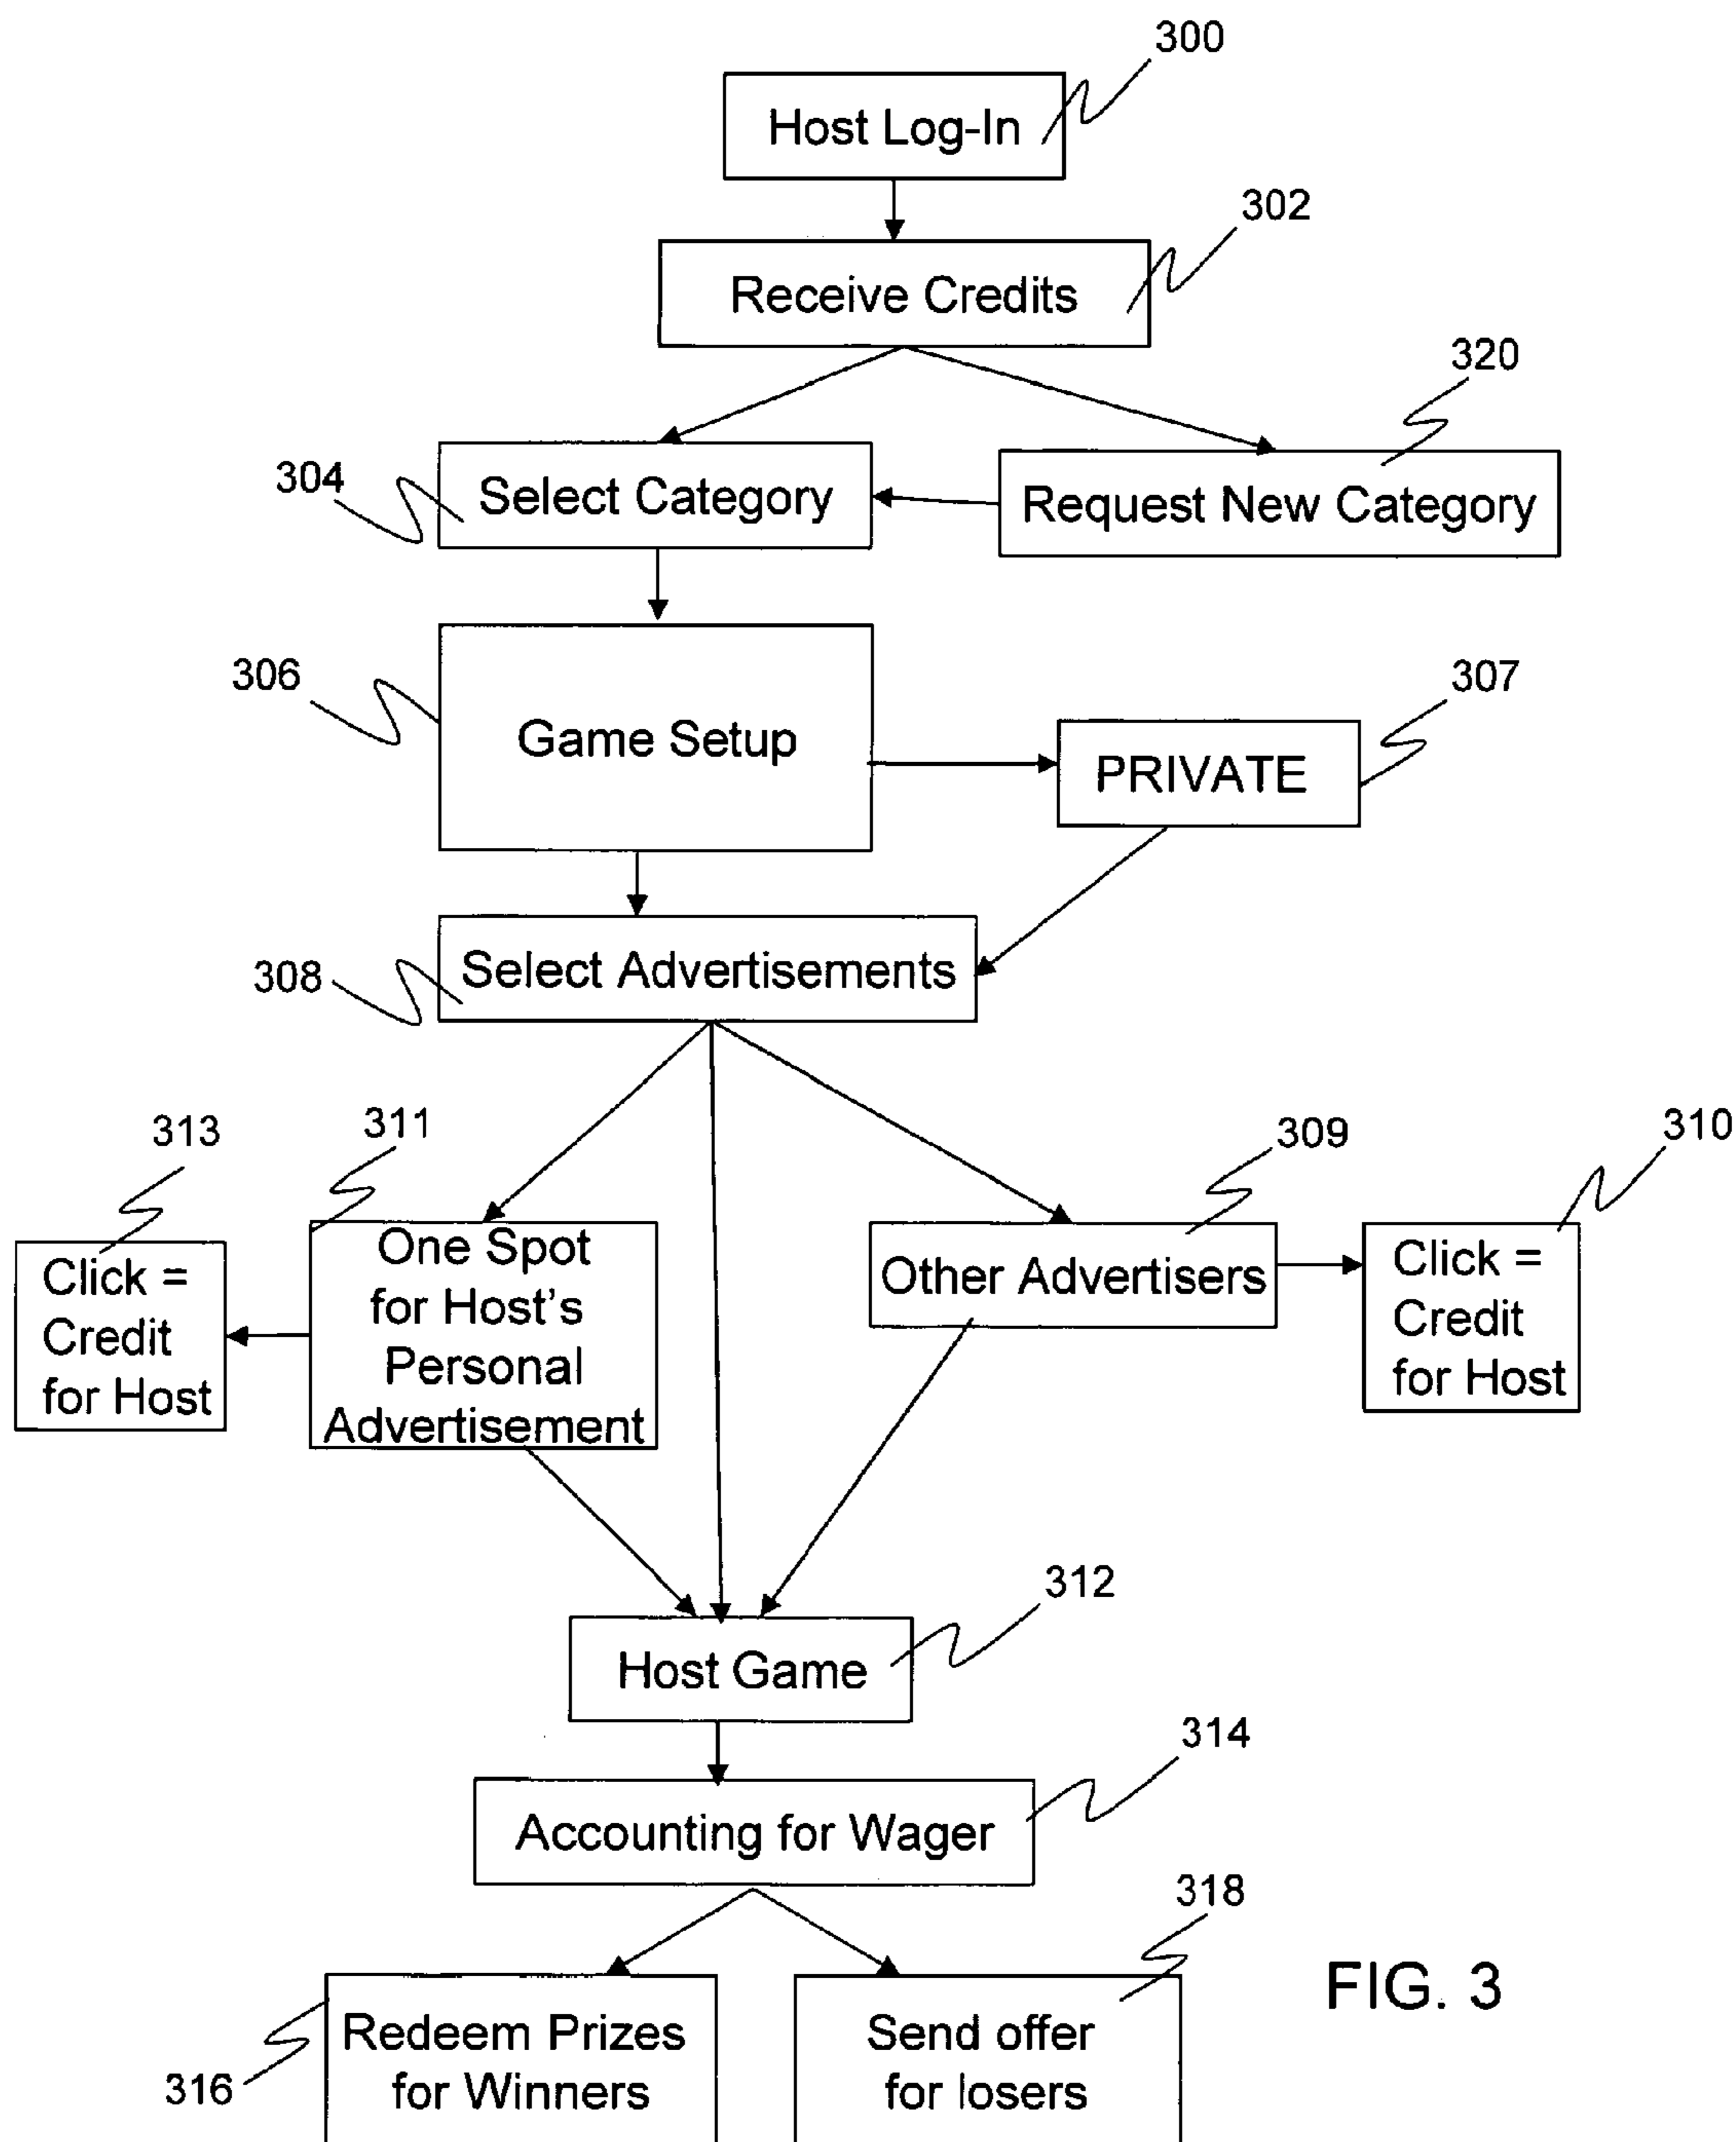 300
Host Log-In
302
Receive Credits
320
304
Select Category
Request New Category
306
307
Game Setup
PRIVATE
308
Select Advertisements
313
311
309
310
Click =
Credit
for Host
One Spot
for Host's
Personal
Advertisement
Other Advertisers
Click =
Credit
for Host
312
Host Game
314
Accounting for Wager
318
316
Redeem Prizes
for Winners
Send offer
for losers
FIG. 3